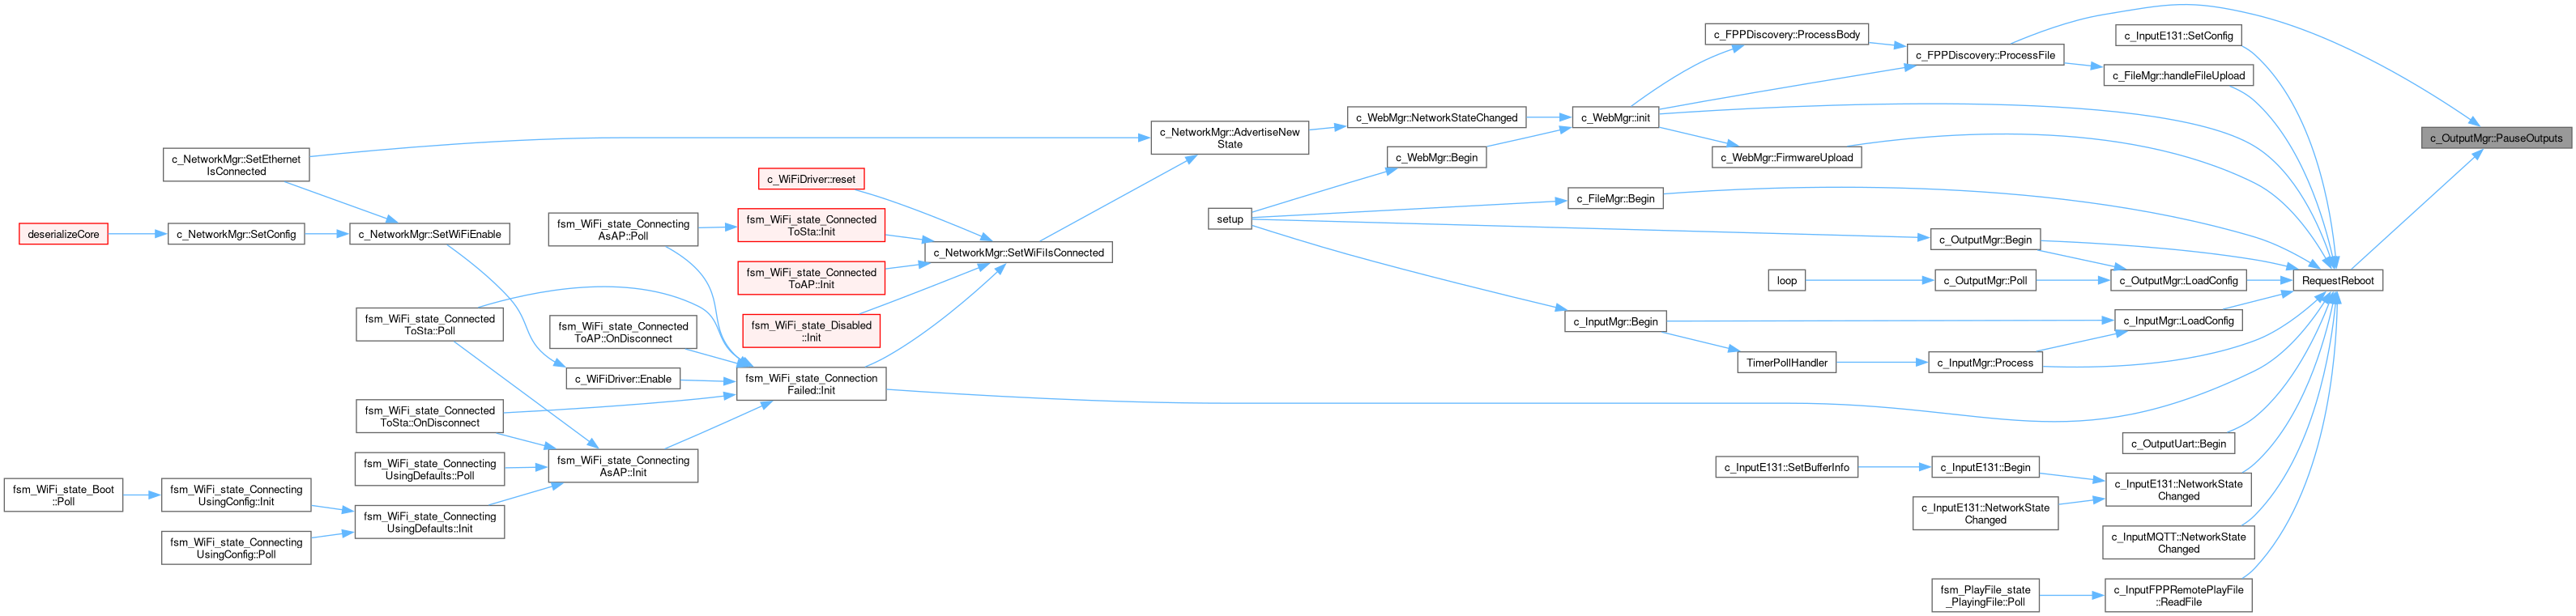 c_FPPDiscovery::ProcessBody
c_InputE131::SetConfig
c_FPPDiscovery::ProcessFile
c_FileMgr::handleFileUpload
c_WebMgr::NetworkStateChanged
c_WebMgr::init
c_NetworkMgr::AdvertiseNew
State
c_OutputMgr::PauseOutputs
c_NetworkMgr::SetEthernet
IsConnected
c_WebMgr::Begin
c_WebMgr::FirmwareUpload
c_WiFiDriver::reset
c_FileMgr::Begin
setup
fsm_WiFi_state_Connecting
AsAP::Poll
fsm_WiFi_state_Connected
ToSta::Init
deserializeCore
c_NetworkMgr::SetConfig
c_NetworkMgr::SetWiFiEnable
c_OutputMgr::Begin
c_NetworkMgr::SetWiFiIsConnected
fsm_WiFi_state_Connected
ToAP::Init
loop
c_OutputMgr::Poll
c_OutputMgr::LoadConfig
RequestReboot
fsm_WiFi_state_Connected
ToSta::Poll
fsm_WiFi_state_Connected
ToAP::OnDisconnect
fsm_WiFi_state_Disabled
::Init
c_InputMgr::Begin
c_InputMgr::LoadConfig
TimerPollHandler
c_InputMgr::Process
c_WiFiDriver::Enable
fsm_WiFi_state_Connection
Failed::Init
fsm_WiFi_state_Connected
ToSta::OnDisconnect
c_OutputUart::Begin
fsm_WiFi_state_Connecting
UsingDefaults::Poll
fsm_WiFi_state_Connecting
AsAP::Init
c_InputE131::SetBufferInfo
c_InputE131::Begin
fsm_WiFi_state_Boot
::Poll
fsm_WiFi_state_Connecting
UsingConfig::Init
c_InputE131::NetworkState
Changed
c_InputE131::NetworkState
Changed
fsm_WiFi_state_Connecting
UsingDefaults::Init
fsm_WiFi_state_Connecting
UsingConfig::Poll
c_InputMQTT::NetworkState
Changed
fsm_PlayFile_state
_PlayingFile::Poll
c_InputFPPRemotePlayFile
::ReadFile